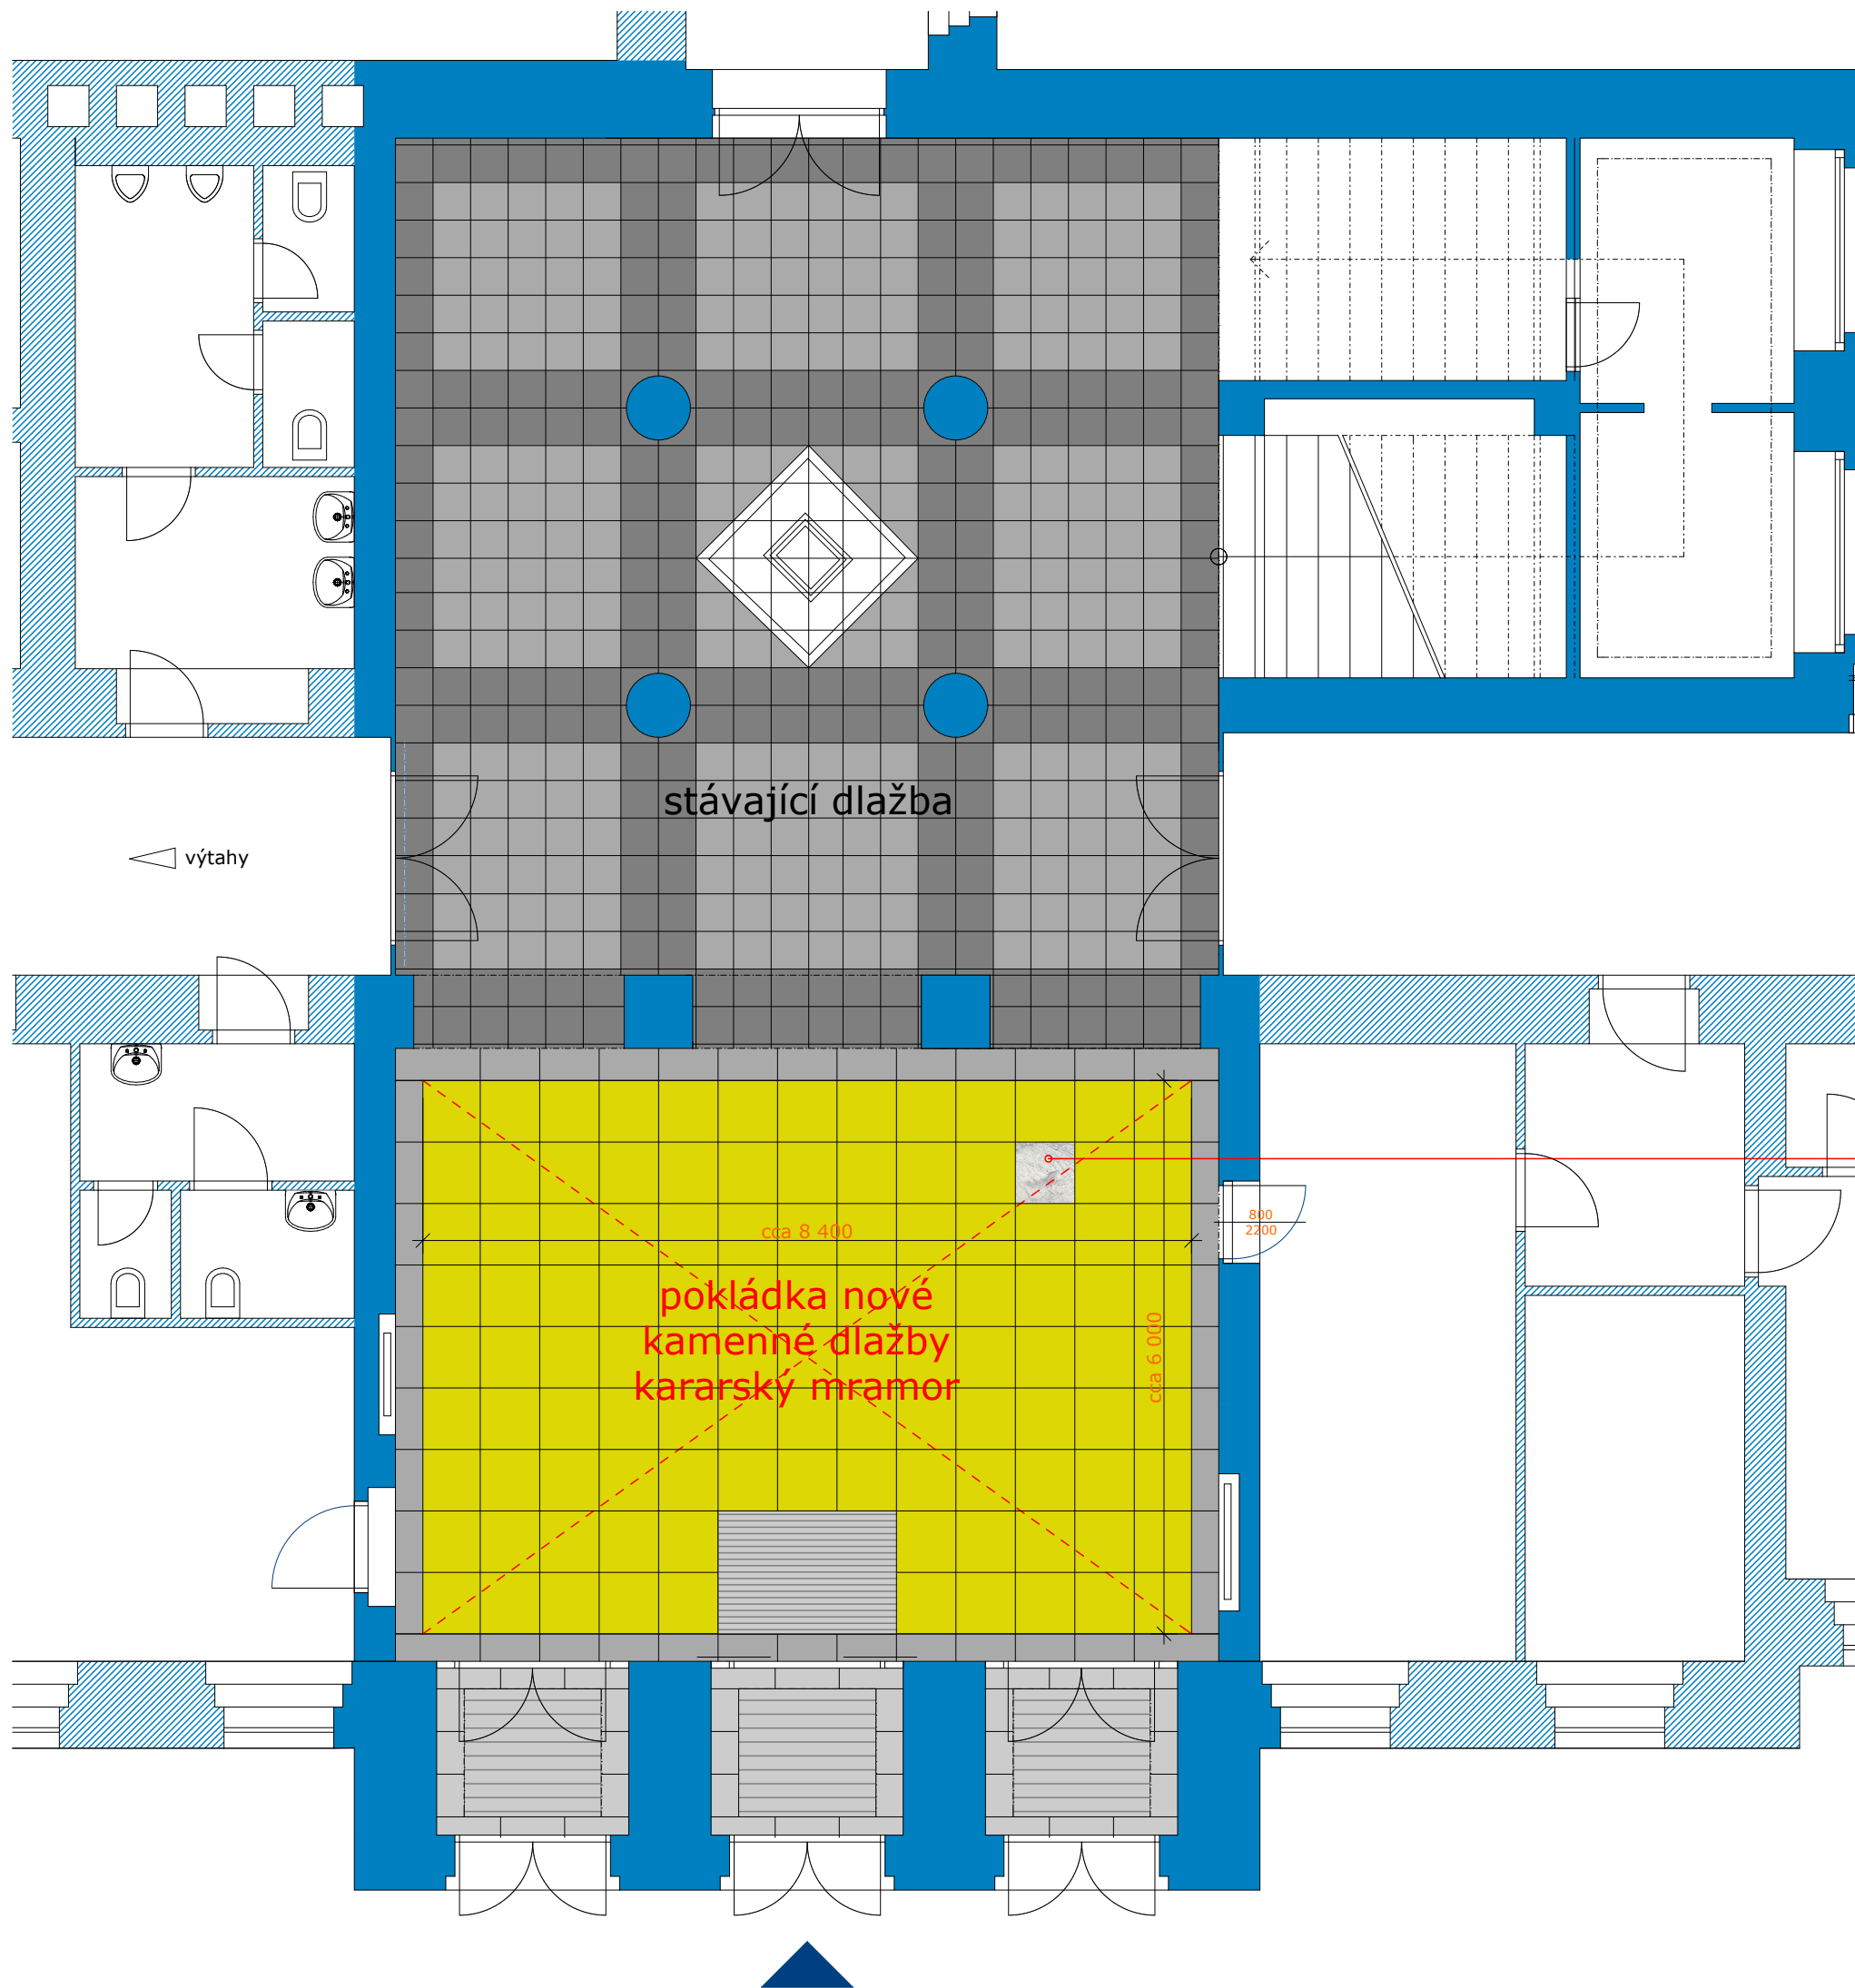 stávající dlažba
výtahy
800
2200
cca 8 400
pokládka nové
kamenné dlažby
kararský mramor
cca 6 000